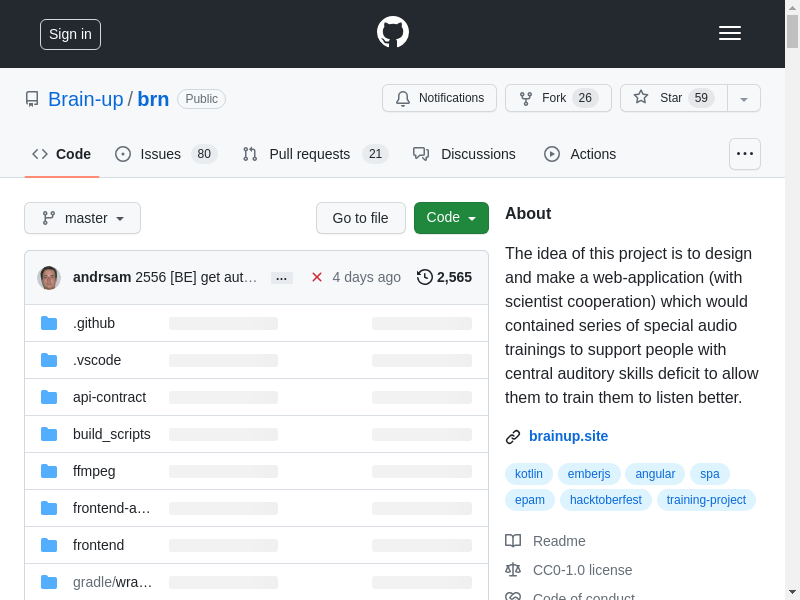 Sign in
Brain-up / brn Public
Notifications
Fork 26
Star 59
Code
Issues 80
Pull requests 21
Discussions
Actions
master
Go to file
Code
andrsam 2556 [BE] get aut… ... 4 days ago 2,565
.github
.vscode
api-contract
build_scripts
ffmpeg
frontend-a…
frontend
gradle/wra…
About
The idea of this project is to design
and make a web-application (with
scientist cooperation) which would
contained series of special audio
trainings to support people with
central auditory skills deficit to allow
them to train them to listen better.
brainup.site
kotlin emberjs angular spa
epam hacktoberfest training-project
Readme
CC0-1.0 license
Code of conduct